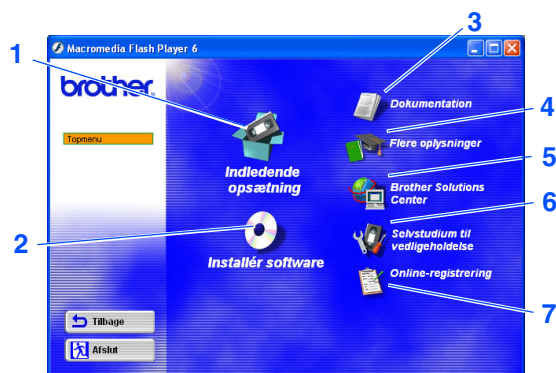 3
1
Macromedia Flash Player 6
brother
4
Dokumentation
Topmenu
Flere oplysninger
5
Indledende
opsætning
Brother Solutions
Center
6
2
Selvstudium til
vedligeholdelse
Installér software
Online-registrering
7
Tilbage
Afslut